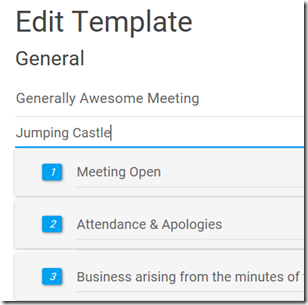 Edit Template
General
Generally Awesome Meeting
Jumping Castle
1 Meeting Open
2 Attendance & Apologies
3 Business arising from the minutes of